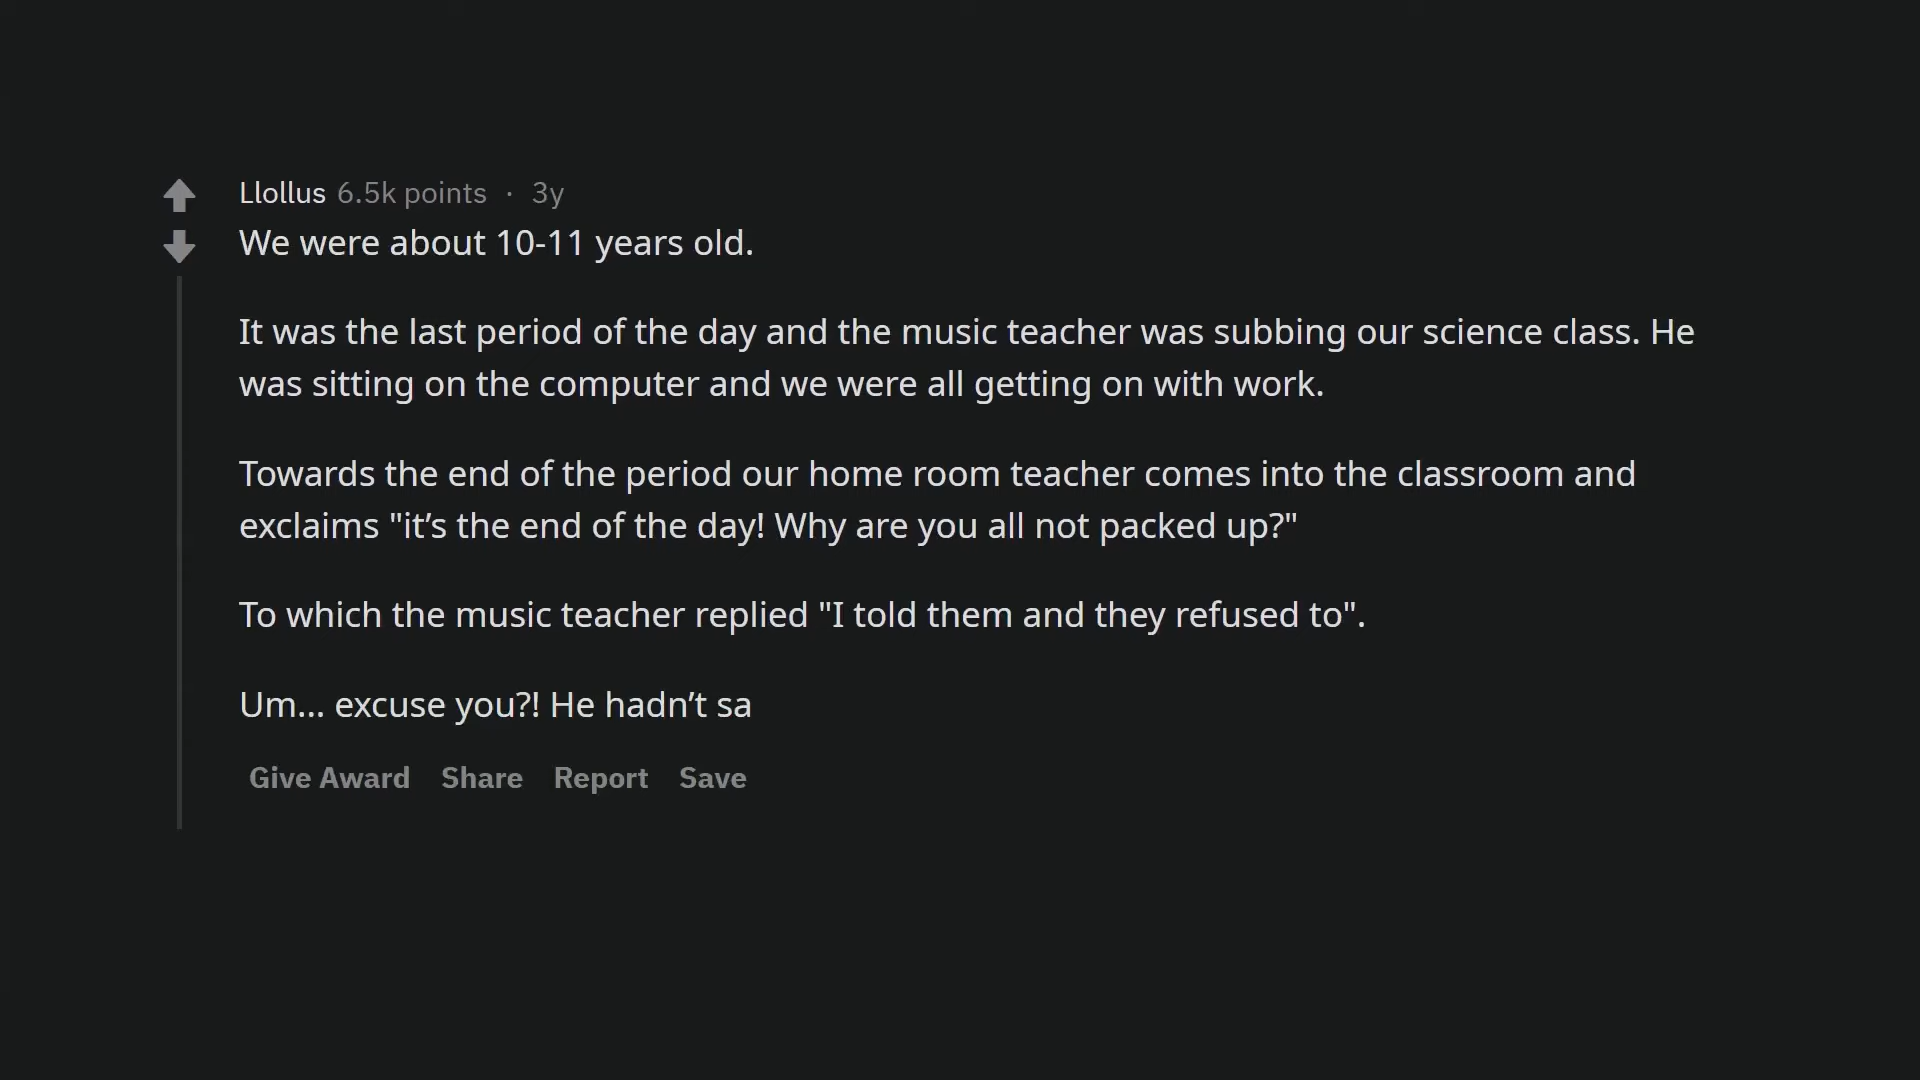 Llollus 6.5k points · 3y
We were about 10-11 years old.
It was the last period of the day and the music teacher was subbing our science class. He
was sitting on the computer and we were all getting on with work.
Towards the end of the period our home room teacher comes into the classroom and
exclaims "it’s the end of the day! Why are you all not packed up?"
To which the music teacher replied "I told them and they refused to".
Um... excuse you?! He hadn’t sa
Give Award Share Report Save